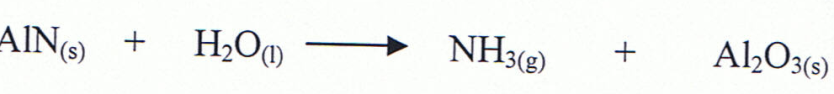 AlN(s) + H₂O(l) ⟶ NH₃(g) + Al₂O₃(s)